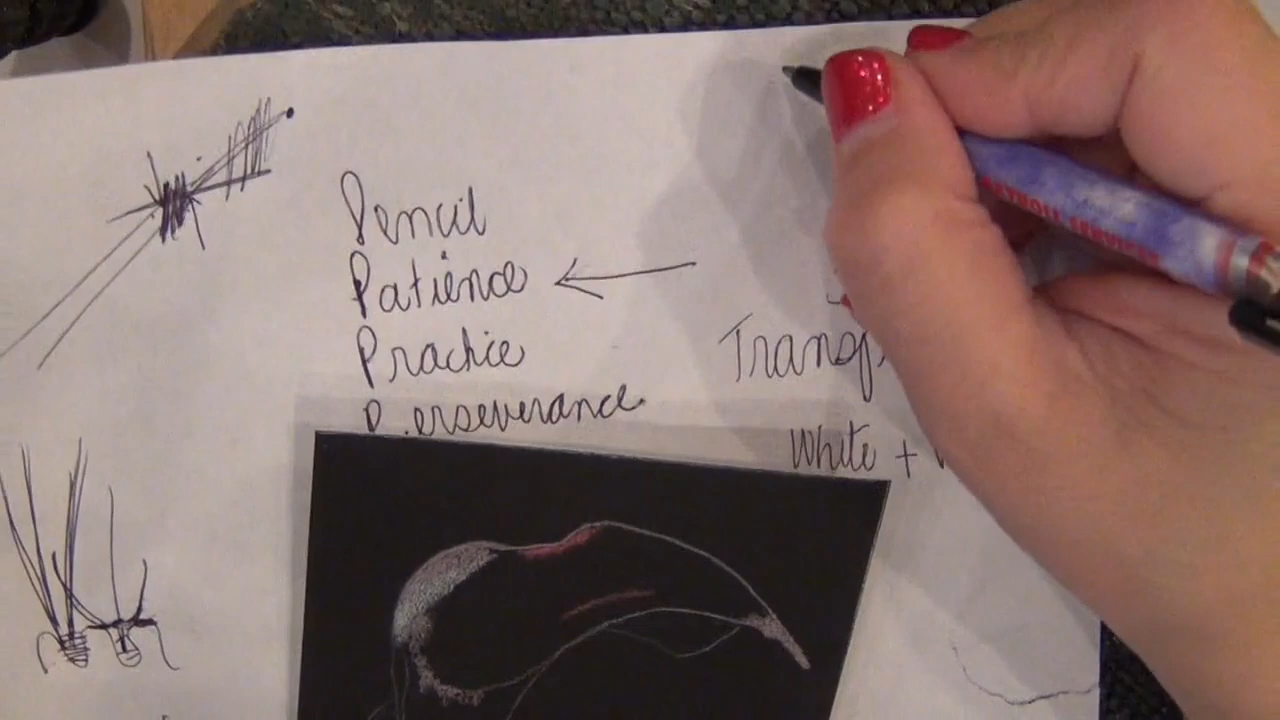 Pencil
Patience
Practice
Perseverance
White +